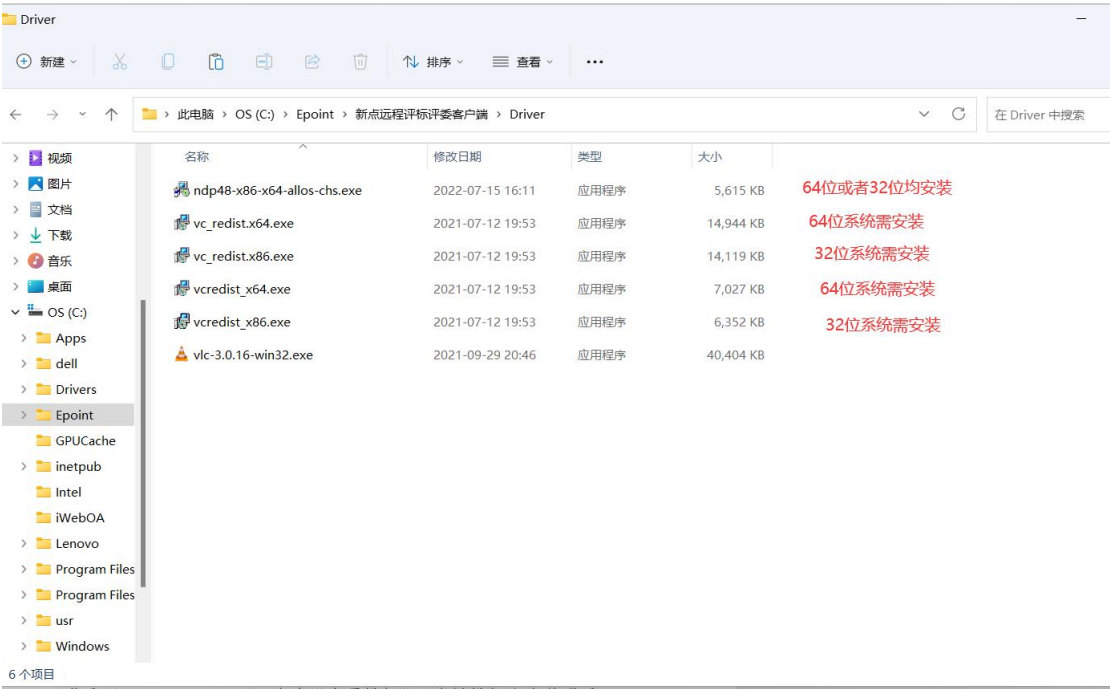 Driver
新建
排序
查看
此电脑 > OS (C:) > Epoint > 新点远程评标评委客户端 > Driver
在 Driver 中搜索
名称 修改日期 类型 大小
ndp48-x86-x64-allos-chs.exe 2022-07-15 16:11 应用程序 5,615 KB 64位或者32位均安装
vc_redist.x64.exe 2021-07-12 19:53 应用程序 14,944 KB 64位系统需安装
vc_redist.x86.exe 2021-07-12 19:53 应用程序 14,119 KB 32位系统需安装
vcredist_x64.exe 2021-07-12 19:53 应用程序 7,027 KB 64位系统需安装
vcredist_x86.exe 2021-07-12 19:53 应用程序 6,352 KB 32位系统需安装
vlc-3.0.16-win32.exe 2021-09-29 20:46 应用程序 40,404 KB
视频
图片
文档
下载
音乐
桌面
OS (C:)
Apps
dell
Drivers
Epoint
GPUCache
inetpub
Intel
iWebOA
Lenovo
Program Files
Program Files
usr
Windows
6 个项目